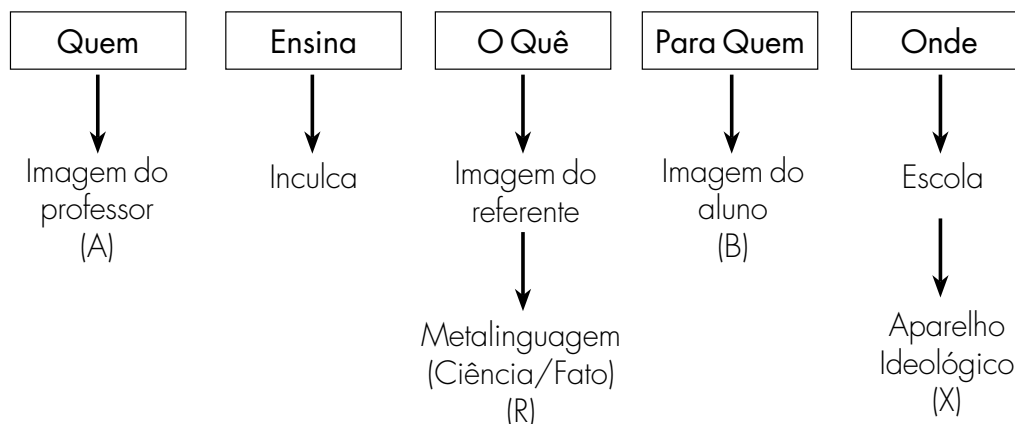 Quem
Ensina
O Quê
Para Quem
Onde
Imagem do
professor
(A)
Inculca
Imagem do
referente
Metalinguagem
(Ciência/Fato)
(R)
Imagem do
aluno
(B)
Escola
Aparelho
Ideológico
(X)